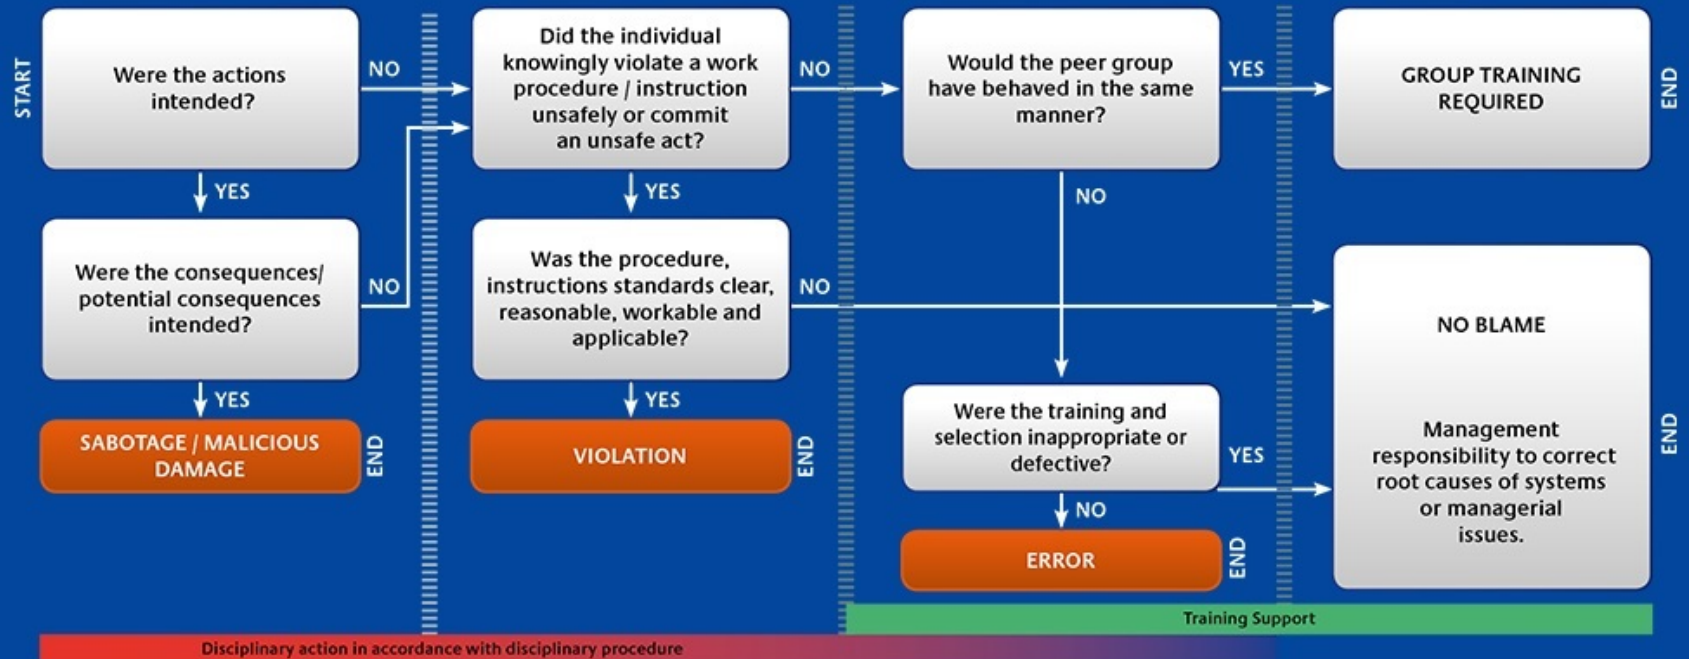 START
Were the actions
intended?
NO
Did the individual
knowingly violate a work
procedure / instruction
unsafely or commit
an unsafe act?
NO
Would the peer group
have behaved in the same
manner?
YES
GROUP TRAINING
REQUIRED
END
YES
YES
NO
Were the consequences/
potential consequences
intended?
NO
Was the procedure,
instructions standards clear,
reasonable, workable and
applicable?
NO
NO BLAME
Management
responsibility to correct
root causes of systems
or managerial
issues.
END
YES
YES
SABOTAGE / MALICIOUS
DAMAGE
END
VIOLATION
END
Were the training and
selection inappropriate or
defective?
YES
NO
ERROR
END
Training Support
Disciplinary action in accordance with disciplinary procedure